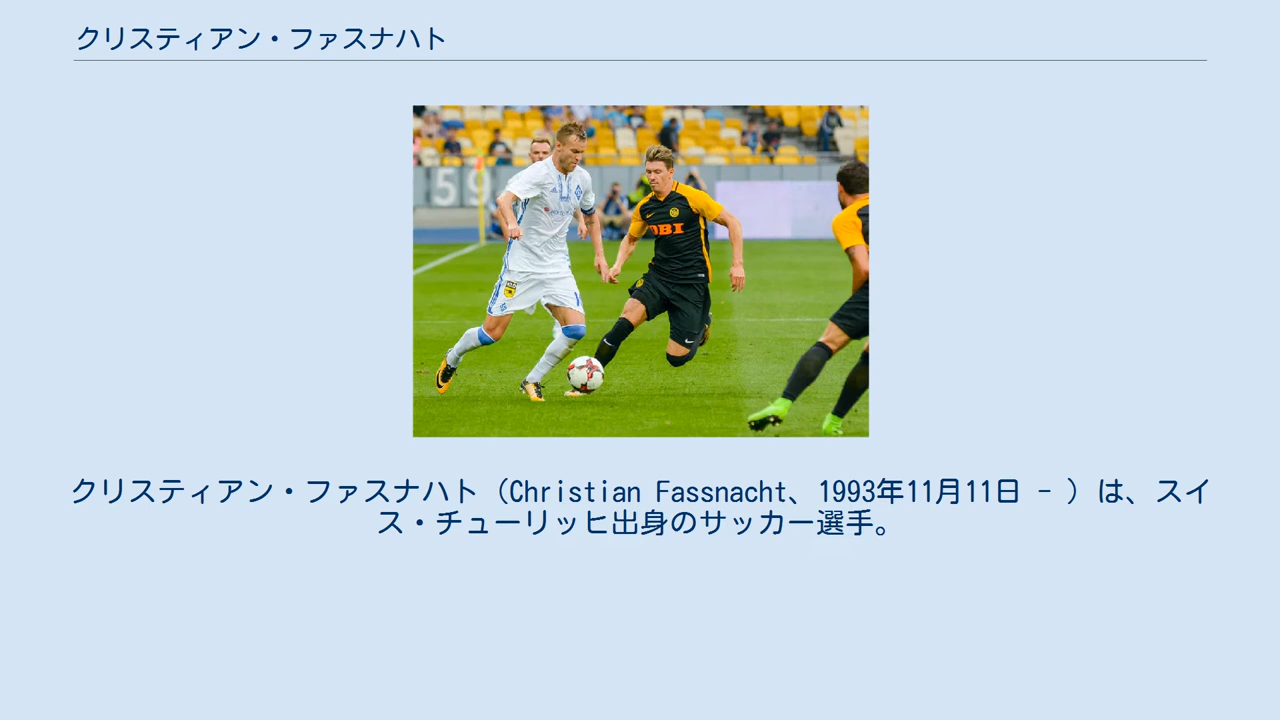 クリスティアン・ファスナハト
59
OBI
クリスティアン・ファスナハト（Christian Fassnacht、1993年11月11日 - ）は、スイ
ス・チューリッヒ出身のサッカー選手。